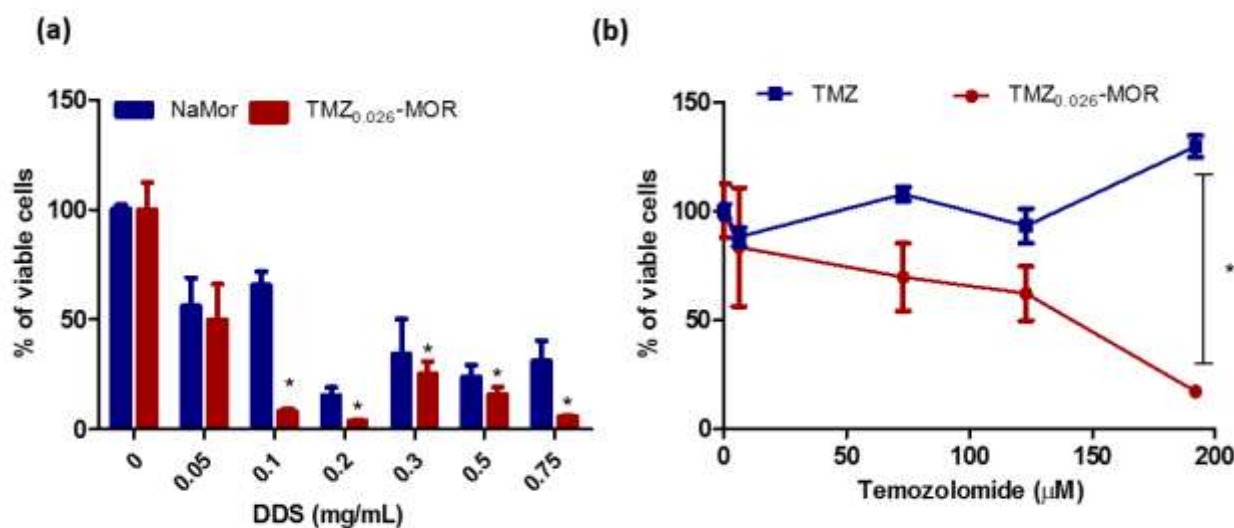 (a)
(b)
150
NaMor
TMZ0.026-MOR
100
50
0
% of viable cells
*
*
*
*
*
0
0.05
0.1
0.2
0.3
0.5
0.75
DDS (mg/mL)
150
TMZ
TMZ0.026-MOR
100
50
0
% of viable cells
*
0
50
100
150
200
Temozolomide (μM)